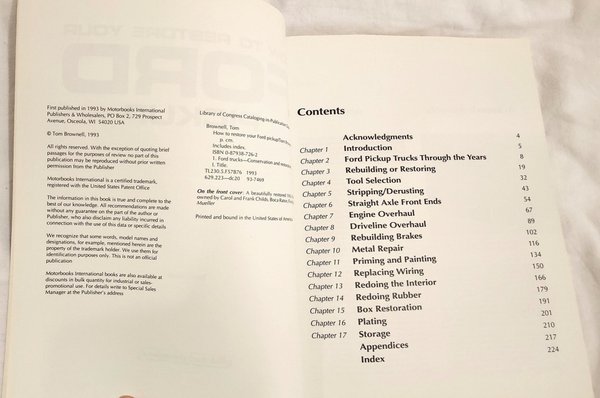 First published in 1993 by Motorbooks International
Publishers & Wholesalers, PO Box 2, 729 Prospect
Avenue, Osceola, WI 54020 USA
© Tom Brownell, 1993
All rights reserved. With the exception of quoting brief
passages for the purposes of review no part of this
publication may be reproduced without prior written
permission from the Publisher
Motorbooks International is a certified trademark,
registered with the United States Patent Office
The information in this book is true and complete to the
best of our knowledge. All recommendations are made
without any guarantee on the part of the author or
Publisher, who also disclaim any liability incurred in
connection with the use of this data or specific details
We recognize that some words, model names and
designations, for example, mentioned herein are the
property of the trademark holder. We use them for
identification purposes only. This is not an official
publication
Motorbooks International books are also available at
discounts in bulk quantity for industrial or sales-
promotional use. For details write to Special Sales
Manager at the Publisher's address
Library of Congress Cataloging-in-Publication
Brownell, Tom
How to restore your Ford pickup/Tom
p. cm.
Includes index.
ISBN 0-87938-726-2
1. Ford trucks—Conservation and
I. Title.
TL230.5.F57B76 1993
629.223—dc20 93-7469
On the front cover: A beautifully restored
owned by Carol and Frank Childs, Boca Raton,
Mueller
Printed and bound in the United States of America
HOW TO RESTORE YOUR
FORD
Contents
Acknowledgments 4
Chapter 1 Introduction 5
Chapter 2 Ford Pickup Trucks Through the Years 8
Chapter 3 Rebuilding or Restoring 19
Chapter 4 Tool Selection 32
Chapter 5 Stripping/Derusting 43
Chapter 6 Straight Axle Front Ends 54
Chapter 7 Engine Overhaul 67
Chapter 8 Driveline Overhaul 89
Chapter 9 Rebuilding Brakes 102
Chapter 10 Metal Repair 116
Chapter 11 Priming and Painting 134
Chapter 12 Replacing Wiring 150
Chapter 13 Redoing the Interior 166
Chapter 14 Redoing Rubber 179
Chapter 15 Box Restoration 191
Chapter 16 Plating 201
Chapter 17 Storage 210
Appendices 217
Index 224